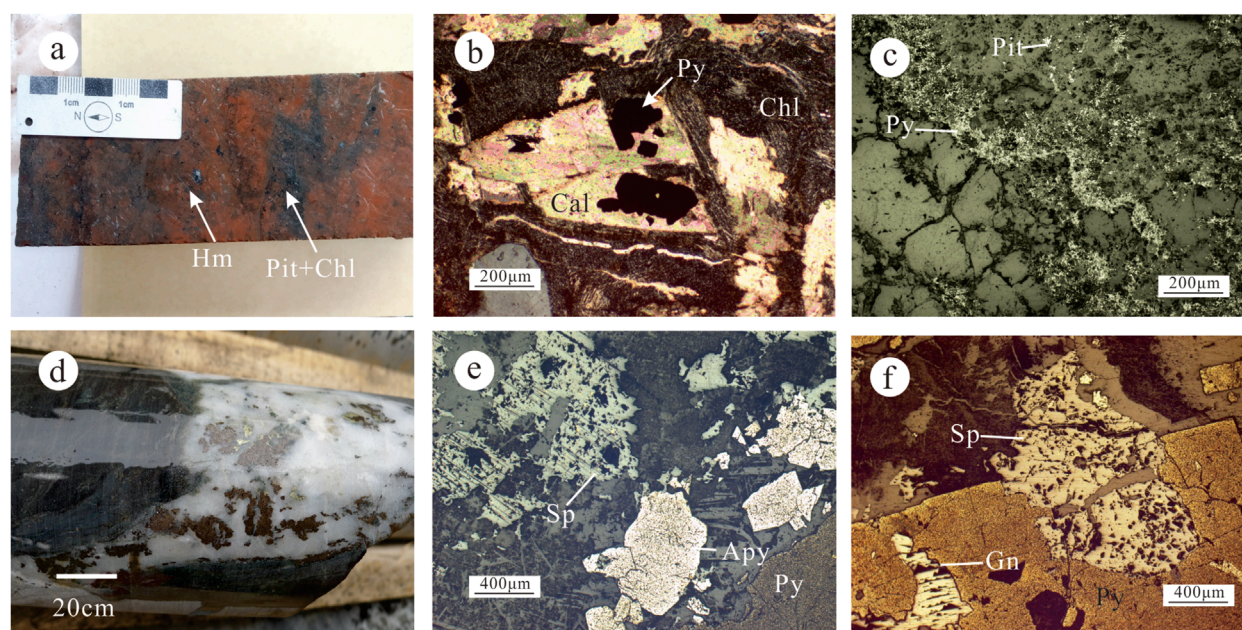 a
1cm 1cm
N S
Hm
Pit+Chl
b
Py
Chl
Cal
200μm
c
Pit
Py
200μm
d
20cm
e
Sp
Apy
Py
400μm
f
Sp
Gn
Py
400μm